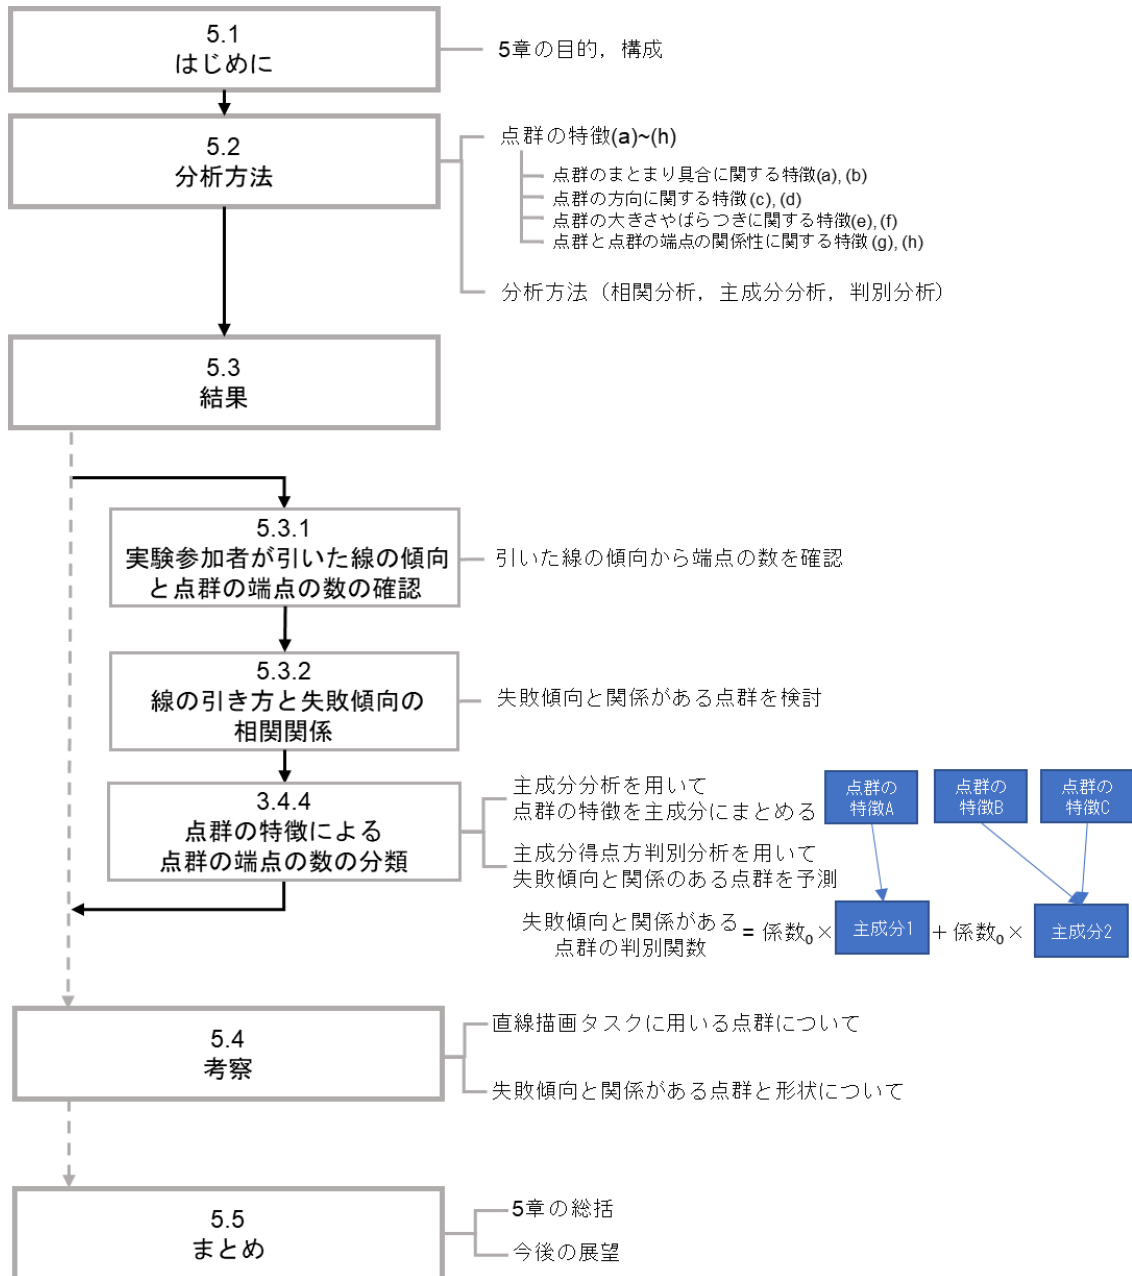 5.1
はじめに
5章の目的，構成
5.2
分析方法
点群の特徴(a)~(h)
点群のまとまり具合に関する特徴(a), (b)
点群の方向に関する特徴(c), (d)
点群の大きさやばらつきに関する特徴(e), (f)
点群と点群の端点の関係性に関する特徴(g), (h)
分析方法（相関分析，主成分分析，判別分析）
5.3
結果
5.3.1
実験参加者が引いた線の傾向
と点群の端点の数の確認
引いた線の傾向から端点の数を確認
5.3.2
線の引き方と失敗傾向の
相関関係
失敗傾向と関係がある点群を検討
3.4.4
点群の特徴による
点群の端点の数の分類
主成分分析を用いて
点群の特徴を主成分にまとめる
主成分得点方判別分析を用いて
失敗傾向と関係のある点群を予測
点群の
特徴A
点群の
特徴B
点群の
特徴C
失敗傾向と関係がある
点群の判別関数
= 係数₀× 主成分1 + 係数₀× 主成分2
5.4
考察
直線描画タスクに用いる点群について
失敗傾向と関係がある点群と形状について
5.5
まとめ
5章の総括
今後の展望